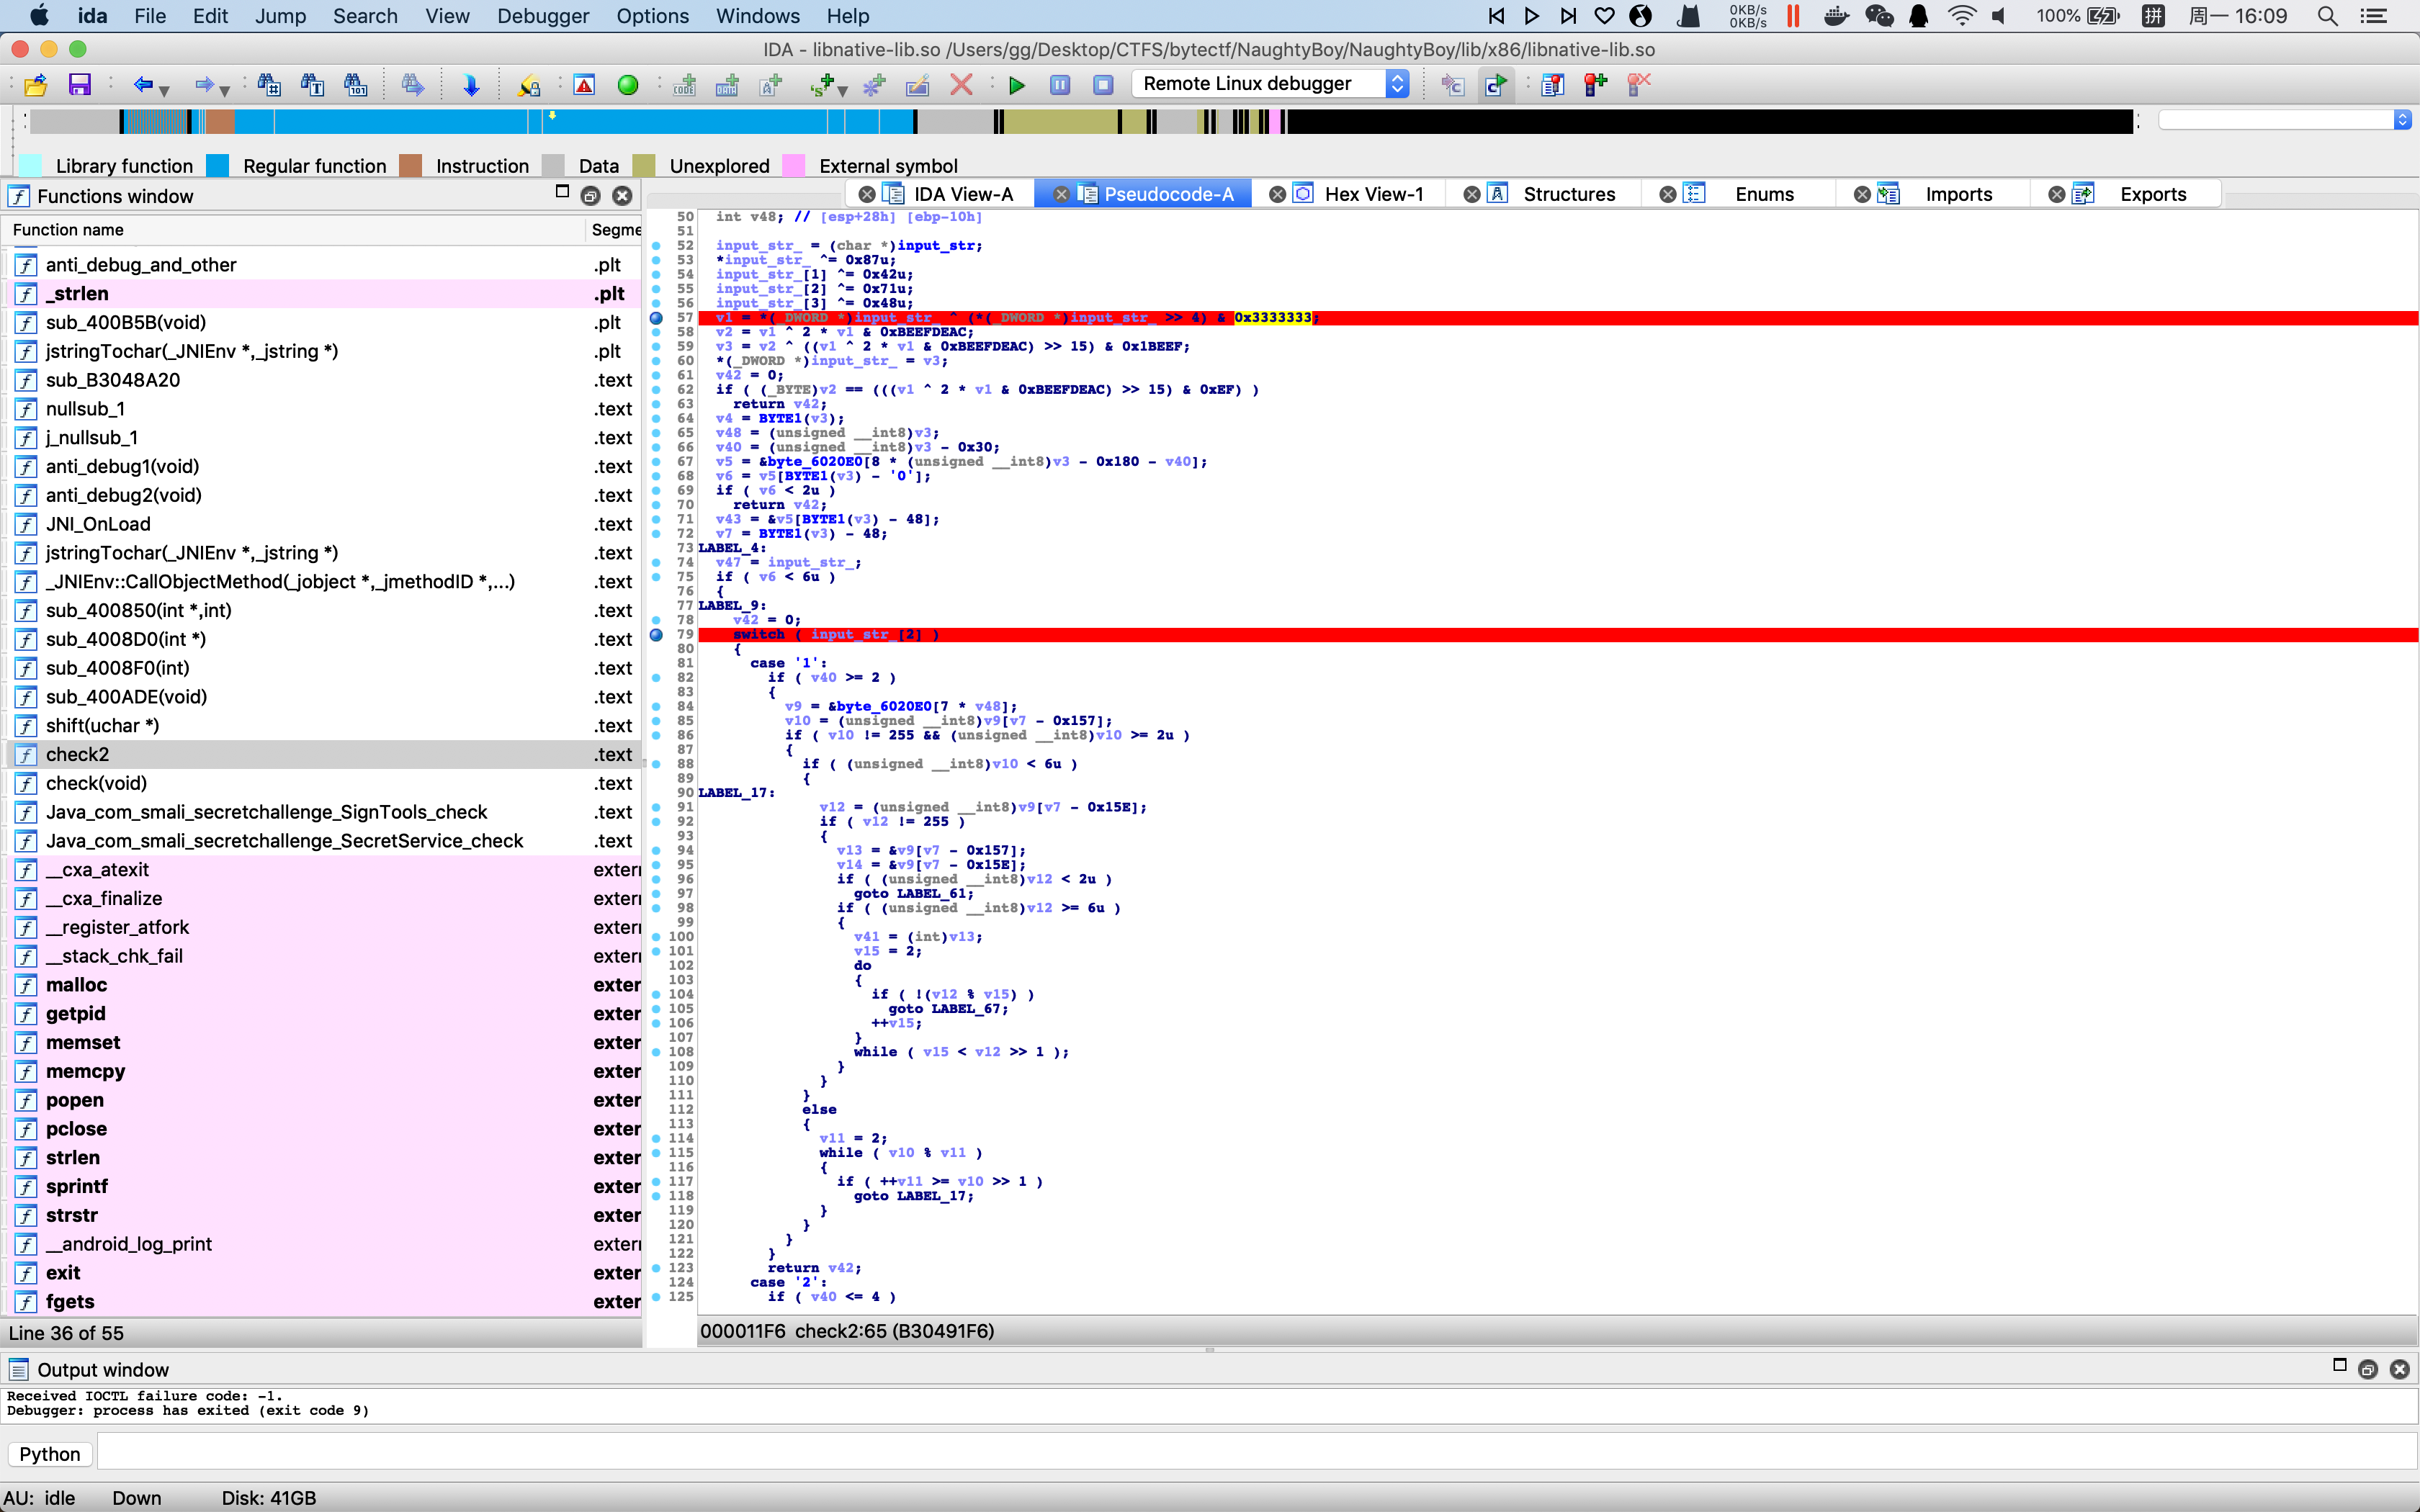 ida File Edit Jump Search View Debugger Options Windows Help 0KB/s 0KB/s 100% 拼 周一 16:09
IDA - libnative-lib.so /Users/gg/Desktop/CTFS/bytectf/NaughtyBoy/NaughtyBoy/lib/x86/libnative-lib.so
Remote Linux debugger
Library function Regular function Instruction Data Unexplored External symbol
Functions window
Function name Segme
anti_debug_and_other .plt
_strlen .plt
sub_400B5B(void) .plt
jstringTochar(_JNIEnv *,_jstring *) .plt
sub_B3048A20 .text
nullsub_1 .text
j_nullsub_1 .text
anti_debug1(void) .text
anti_debug2(void) .text
JNI_OnLoad .text
jstringTochar(_JNIEnv *,_jstring *) .text
_JNIEnv::CallObjectMethod(_jobject *,_jmethodID *,...) .text
sub_400850(int *,int) .text
sub_4008D0(int *) .text
sub_4008F0(int) .text
sub_400ADE(void) .text
shift(uchar *) .text
check2 .text
check(void) .text
Java_com_smali_secretchallenge_SignTools_check .text
Java_com_smali_secretchallenge_SecretService_check .text
__cxa_atexit exteri
__cxa_finalize exteri
__register_atfork exteri
__stack_chk_fail exteri
malloc exter
getpid exter
memset exter
memcpy exter
popen exter
pclose exter
strlen exter
sprintf exter
strstr exter
__android_log_print exteri
exit exter
fgets exter
Line 36 of 55
IDA View-A Pseudocode-A Hex View-1 Structures Enums Imports Exports
50 int v48; // [esp+28h] [ebp-10h]
51
52 input_str_ = (char *)input_str;
53 *input_str_ ^= 0x87u;
54 input_str_[1] ^= 0x42u;
55 input_str_[2] ^= 0x71u;
56 input_str_[3] ^= 0x48u;
57 v1 = *(_DWORD *)input_str_ ^ (*(_DWORD *)input_str_ >> 4) & 0x3333333;
58 v2 = v1 ^ 2 * v1 & 0xBEEFDEAC;
59 v3 = v2 ^ ((v1 ^ 2 * v1 & 0xBEEFDEAC) >> 15) & 0x1BEEF;
60 *(_DWORD *)input_str_ = v3;
61 v42 = 0;
62 if ( (_BYTE)v2 == (((v1 ^ 2 * v1 & 0xBEEFDEAC) >> 15) & 0xEF) )
63 return v42;
64 v4 = BYTE1(v3);
65 v48 = (unsigned __int8)v3;
66 v40 = (unsigned __int8)v3 - 0x30;
67 v5 = &byte_6020E0[8 * (unsigned __int8)v3 - 0x180 - v40];
68 v6 = v5[BYTE1(v3) - '0'];
69 if ( v6 < 2u )
70 return v42;
71 v43 = &v5[BYTE1(v3) - 48];
72 v7 = BYTE1(v3) - 48;
73 LABEL_4:
74 v47 = input_str_;
75 if ( v6 < 6u )
76 {
77 LABEL_9:
78 v42 = 0;
79 switch ( input_str_[2] )
80 {
81 case '1':
82 if ( v40 >= 2 )
83 {
84 v9 = &byte_6020E0[7 * v48];
85 v10 = (unsigned __int8)v9[v7 - 0x157];
86 if ( v10 != 255 && (unsigned __int8)v10 >= 2u )
87 {
88 if ( (unsigned __int8)v10 < 6u )
89 {
90 LABEL_17:
91 v12 = (unsigned __int8)v9[v7 - 0x15E];
92 if ( v12 != 255 )
93 {
94 v13 = &v9[v7 - 0x157];
95 v14 = &v9[v7 - 0x15E];
96 if ( (unsigned __int8)v12 < 2u )
97 goto LABEL_61;
98 if ( (unsigned __int8)v12 >= 6u )
99 {
100 v41 = (int)v13;
101 v15 = 2;
102 do
103 {
104 if ( !(v12 % v15) )
105 goto LABEL_67;
106 ++v15;
107 }
108 while ( v15 < v12 >> 1 );
109 }
110 }
111 }
112 else
113 {
114 v11 = 2;
115 while ( v10 % v11 )
116 {
117 if ( ++v11 >= v10 >> 1 )
118 goto LABEL_17;
119 }
120 }
121 }
122 }
123 return v42;
124 case '2':
125 if ( v40 <= 4 )
000011F6 check2:65 (B30491F6)
Output window
Received IOCTL failure code: -1.
Debugger: process has exited (exit code 9)
Python
AU: idle Down Disk: 41GB